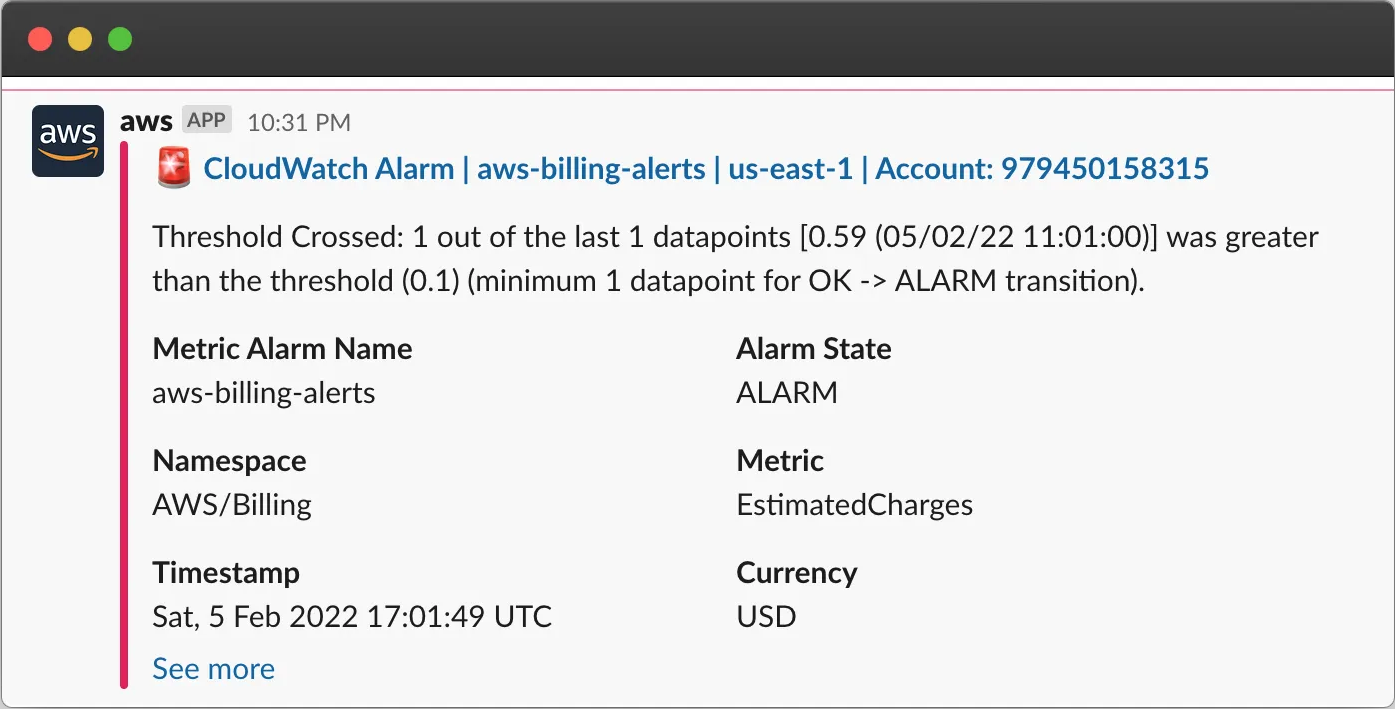 aws
aws APP 10:31 PM
CloudWatch Alarm | aws-billing-alerts | us-east-1 | Account: 979450158315
Threshold Crossed: 1 out of the last 1 datapoints [0.59 (05/02/22 11:01:00)] was greater
than the threshold (0.1) (minimum 1 datapoint for OK -> ALARM transition).
Metric Alarm Name
aws-billing-alerts
Alarm State
ALARM
Namespace
AWS/Billing
Metric
EstimatedCharges
Timestamp
Sat, 5 Feb 2022 17:01:49 UTC
Currency
USD
See more